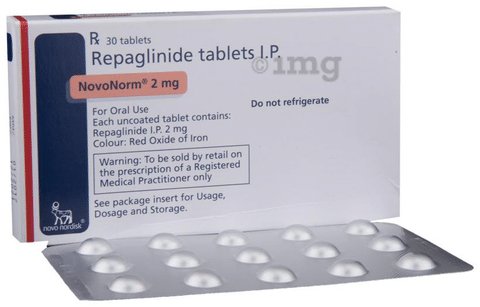 Rx 30 tablets
Repaglinide tablets I.P.
©img
NovoNorm® 2 mg
Do not refrigerate
For Oral Use
Each uncoated tablet contains:
Repaglinide I.P. 2 mg
Colour: Red Oxide of Iron
Warning: To be sold by retail on
the prescription of a Registered
Medical Practitioner only
See package insert for Usage,
Dosage and Storage.
novo nordisk®